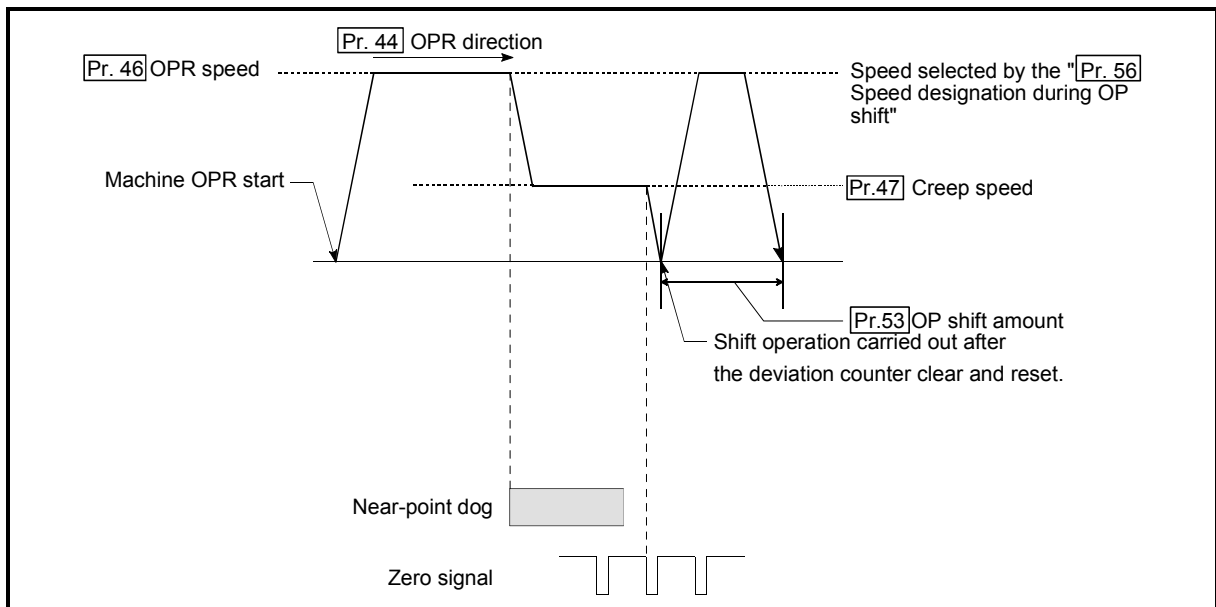 Pr. 44 OPR direction
Pr. 46 OPR speed
Speed selected by the "Pr. 56
Speed designation during OP
shift"
Machine OPR start
Pr.47 Creep speed
Pr.53 OP shift amount
Shift operation carried out after
the deviation counter clear and reset.
Near-point dog
Zero signal